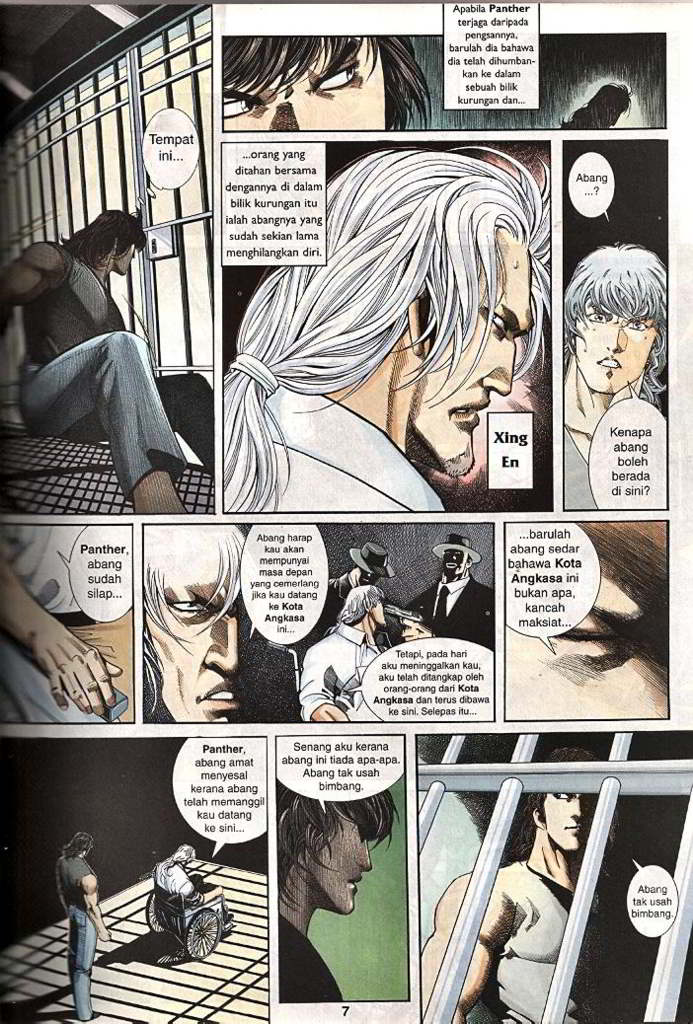 Apabila Panther
terjaga daripada
pengsannya,
barulah dia bahawa
dia telah dihumban-
kan ke dalam
sebuah bilik
kurungan dan...
Tempat
ini...
...orang yang
ditahan bersama
dengannya di dalam
bilik kurungan itu
ialah abangnya yang
sudah sekian lama
menghilangkan diri.
Xing
En
Abang
...?
Kenapa
abang
boleh
berada
di sini?
Panther,
abang
sudah
silap...
Abang harap
kau akan
mempunyai
masa depan
yang cemerlang
jika kau datang
ke Kota
Angkasa
ini...
Tetapi, pada hari
aku meninggalkan kau,
aku telah ditangkap oleh
orang-orang dari Kota
Angkasa dan terus dibawa
ke sini. Selepas itu...
...barulah
abang sedar
bahawa Kota
Angkasa ini
bukan apa,
kancah
maksiat...
Panther,
abang amat
menyesal
kerana abang
telah memanggil
kau datang
ke sini...
Senang aku kerana
abang ini tiada apa-apa.
Abang tak usah
bimbang.
Abang
tak usah
bimbang.
7